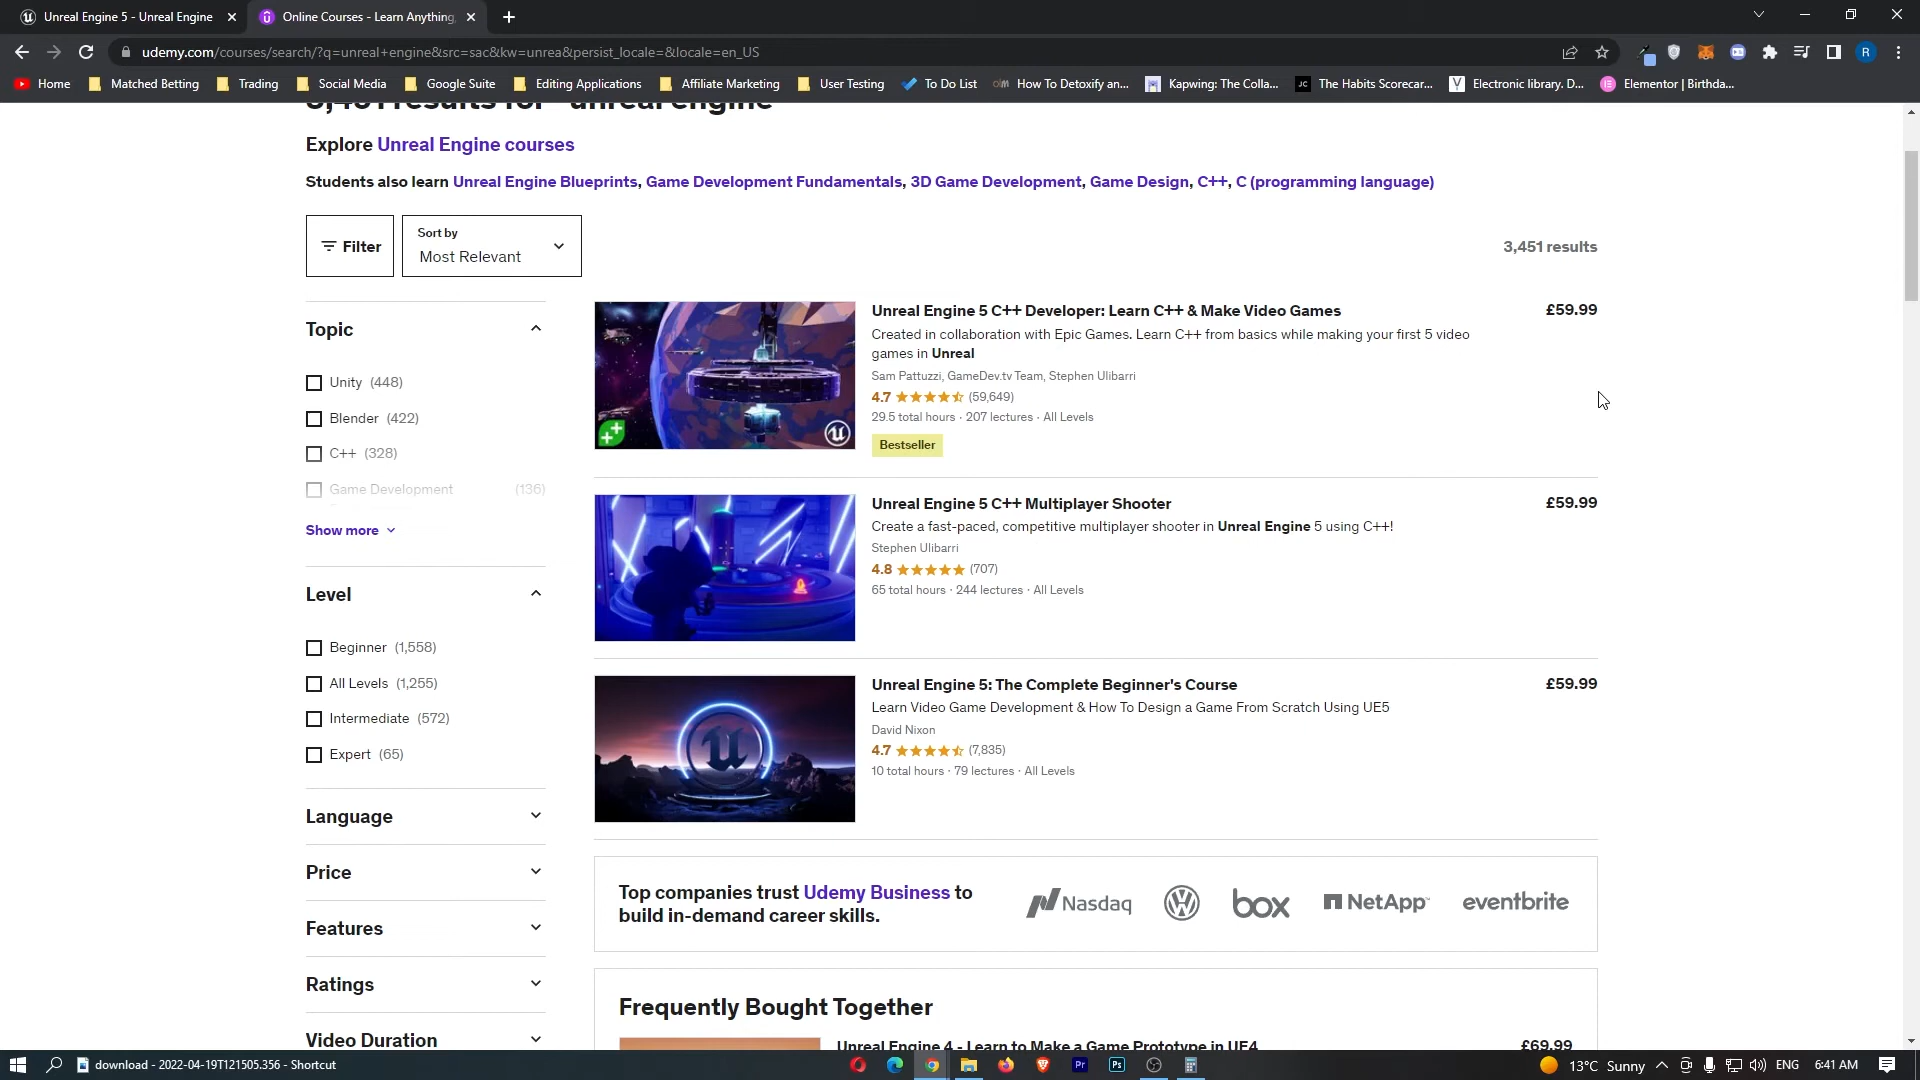 Unreal Engine 5 - Unreal Engine
Online Courses - Learn Anything,
udemy.com/courses/search/?q=unreal+engine&src=sac&kw=unrea&persist_locale=&locale=en_US
R
Home
Matched Betting
Trading
Social Media
Google Suite
Editing Applications
Affiliate Marketing
User Testing
To Do List
How To Detoxify an...
Kapwing: The Colla...
JC
The Habits Scorecar...
Electronic library. D...
Elementor | Birthda...
results for "unreal engine"
Explore Unreal Engine courses
Students also learn Unreal Engine Blueprints, Game Development Fundamentals, 3D Game Development, Game Design, C++, C (programming language)
Filter
Sort by
Most Relevant
3,451 results
Topic
Unity (448)
Blender (422)
C++ (328)
Game Development (136)
Show more
Level
Beginner (1,558)
All Levels (1,255)
Intermediate (572)
Expert (65)
Language
Price
Features
Ratings
Video Duration
Unreal Engine 5 C++ Developer: Learn C++ & Make Video Games
£59.99
Created in collaboration with Epic Games. Learn C++ from basics while making your first 5 video
games in Unreal
Sam Pattuzzi, GameDev.tv Team, Stephen Ulibarri
4.7 (59,649)
29.5 total hours · 207 lectures · All Levels
Bestseller
Unreal Engine 5 C++ Multiplayer Shooter
£59.99
Create a fast-paced, competitive multiplayer shooter in Unreal Engine 5 using C++!
Stephen Ulibarri
4.8 (707)
65 total hours · 244 lectures · All Levels
Unreal Engine 5: The Complete Beginner's Course
£59.99
Learn Video Game Development & How To Design a Game From Scratch Using UE5
David Nixon
4.7 (7,835)
10 total hours · 79 lectures · All Levels
Top companies trust Udemy Business to
build in-demand career skills.
Nasdaq
box
NetApp
eventbrite
Frequently Bought Together
Unreal Engine 4 - Learn to Make a Game Prototype in UE4
£69.99
download - 2022-04-19T121505.356 - Shortcut
Pr
Ps
13°C Sunny
ENG
6:41 AM